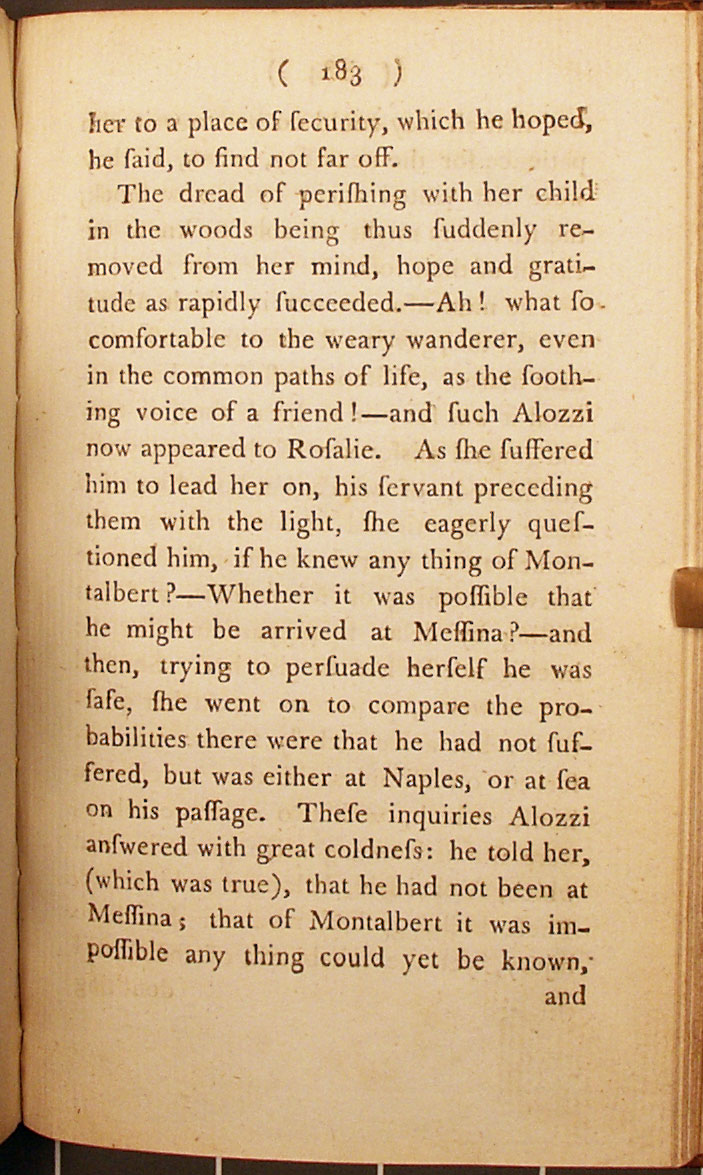 ( 183 )
her to a place of ſecurity, which he hoped,
he ſaid, to find not far off.
The dread of periſhing with her child
in the woods being thus ſuddenly re-
moved from her mind, hope and grati-
tude as rapidly ſucceeded.—Ah! what ſo
comfortable to the weary wanderer, even
in the common paths of life, as the ſooth-
ing voice of a friend!—and ſuch Alozzi
now appeared to Roſalie. As ſhe ſuffered
him to lead her on, his ſervant preceding
them with the light, ſhe eagerly queſ-
tioned him, if he knew any thing of Mon-
talbert?—Whether it was poſſible that
he might be arrived at Meſſina?—and
then, trying to perſuade herſelf he was
ſafe, ſhe went on to compare the pro-
babilities there were that he had not ſuf-
fered, but was either at Naples, or at ſea
on his paſſage. Theſe inquiries Alozzi
anſwered with great coldneſs: he told her,
(which was true), that he had not been at
Meſſina; that of Montalbert it was im-
poſſible any thing could yet be known,
and